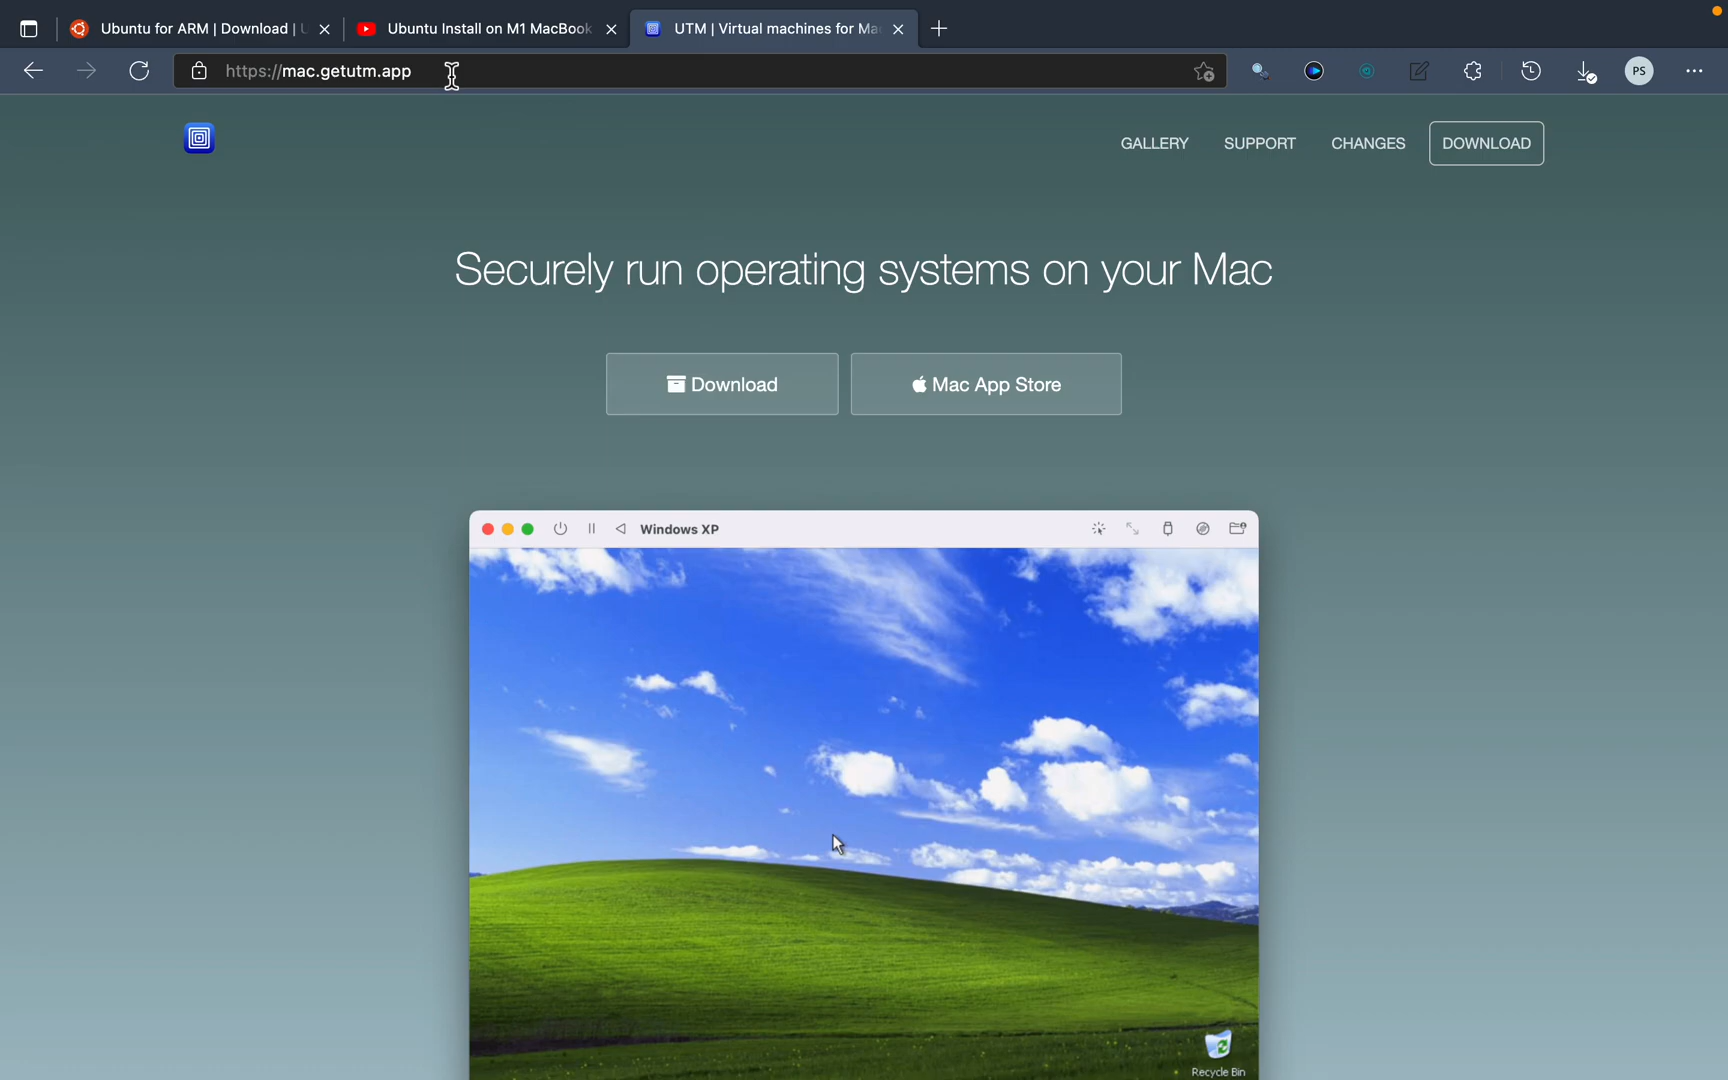 Ubuntu for ARM | Download | U
Ubuntu Install on M1 MacBook
UTM | Virtual machines for Mac
https://mac.getutm.app
PS
GALLERY
SUPPORT
CHANGES
DOWNLOAD
Securely run operating systems on your Mac
Download
Mac App Store
Windows XP
Recycle Bin